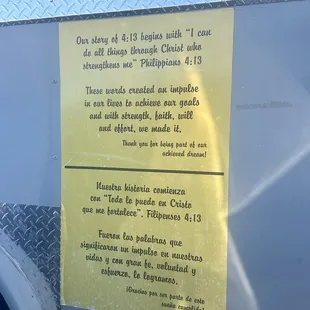 Our story of 4:13 begins with "I can
do all things through Christ who
strengthens me" Philippians 4:13
These words created an impulse
in our lives to achieve our goals
and with strength, faith, will
and effort, we made it.
Thank you for being part of our
achieved dream!
Nuestra historia comienza
con "Todo lo puedo en Cristo
que me fortalece". Filipenses 4:13
Fueron las palabras que
significaron un impulso en nuestras
vidas y con gran fe, voluntad y
esfuerzo, lo logramos.
¡Gracias por ser parte de este
sueño cumplido!